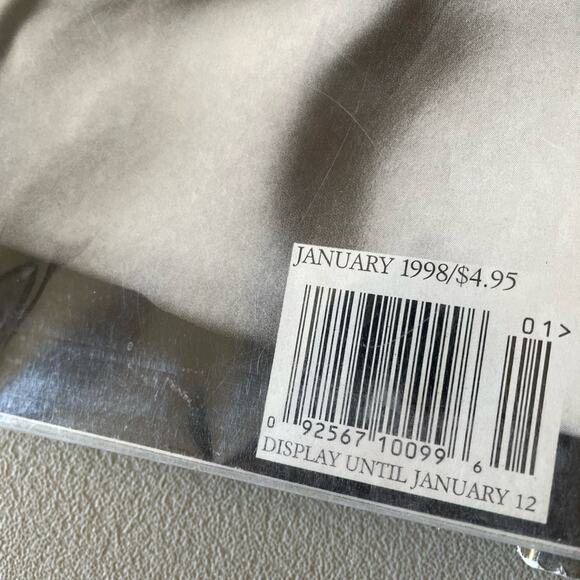 JANUARY 1998/$4.95
01>
0 92567 10099 6
DISPLAY UNTIL JANUARY 12